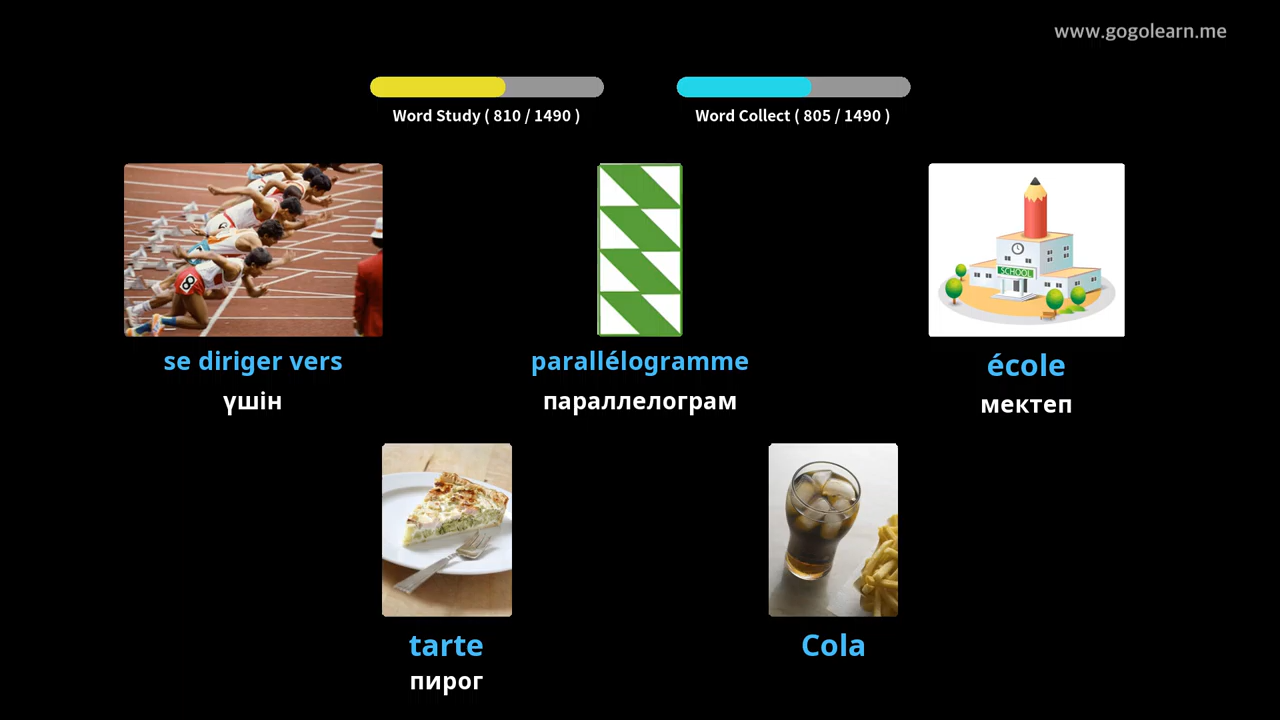 www.gogolearn.me
Word Study ( 810 / 1490 )
Word Collect ( 805 / 1490 )
8
SCHOOL
se diriger vers
parallélogramme
école
үшін
параллелограм
мектеп
tarte
Cola
пирог